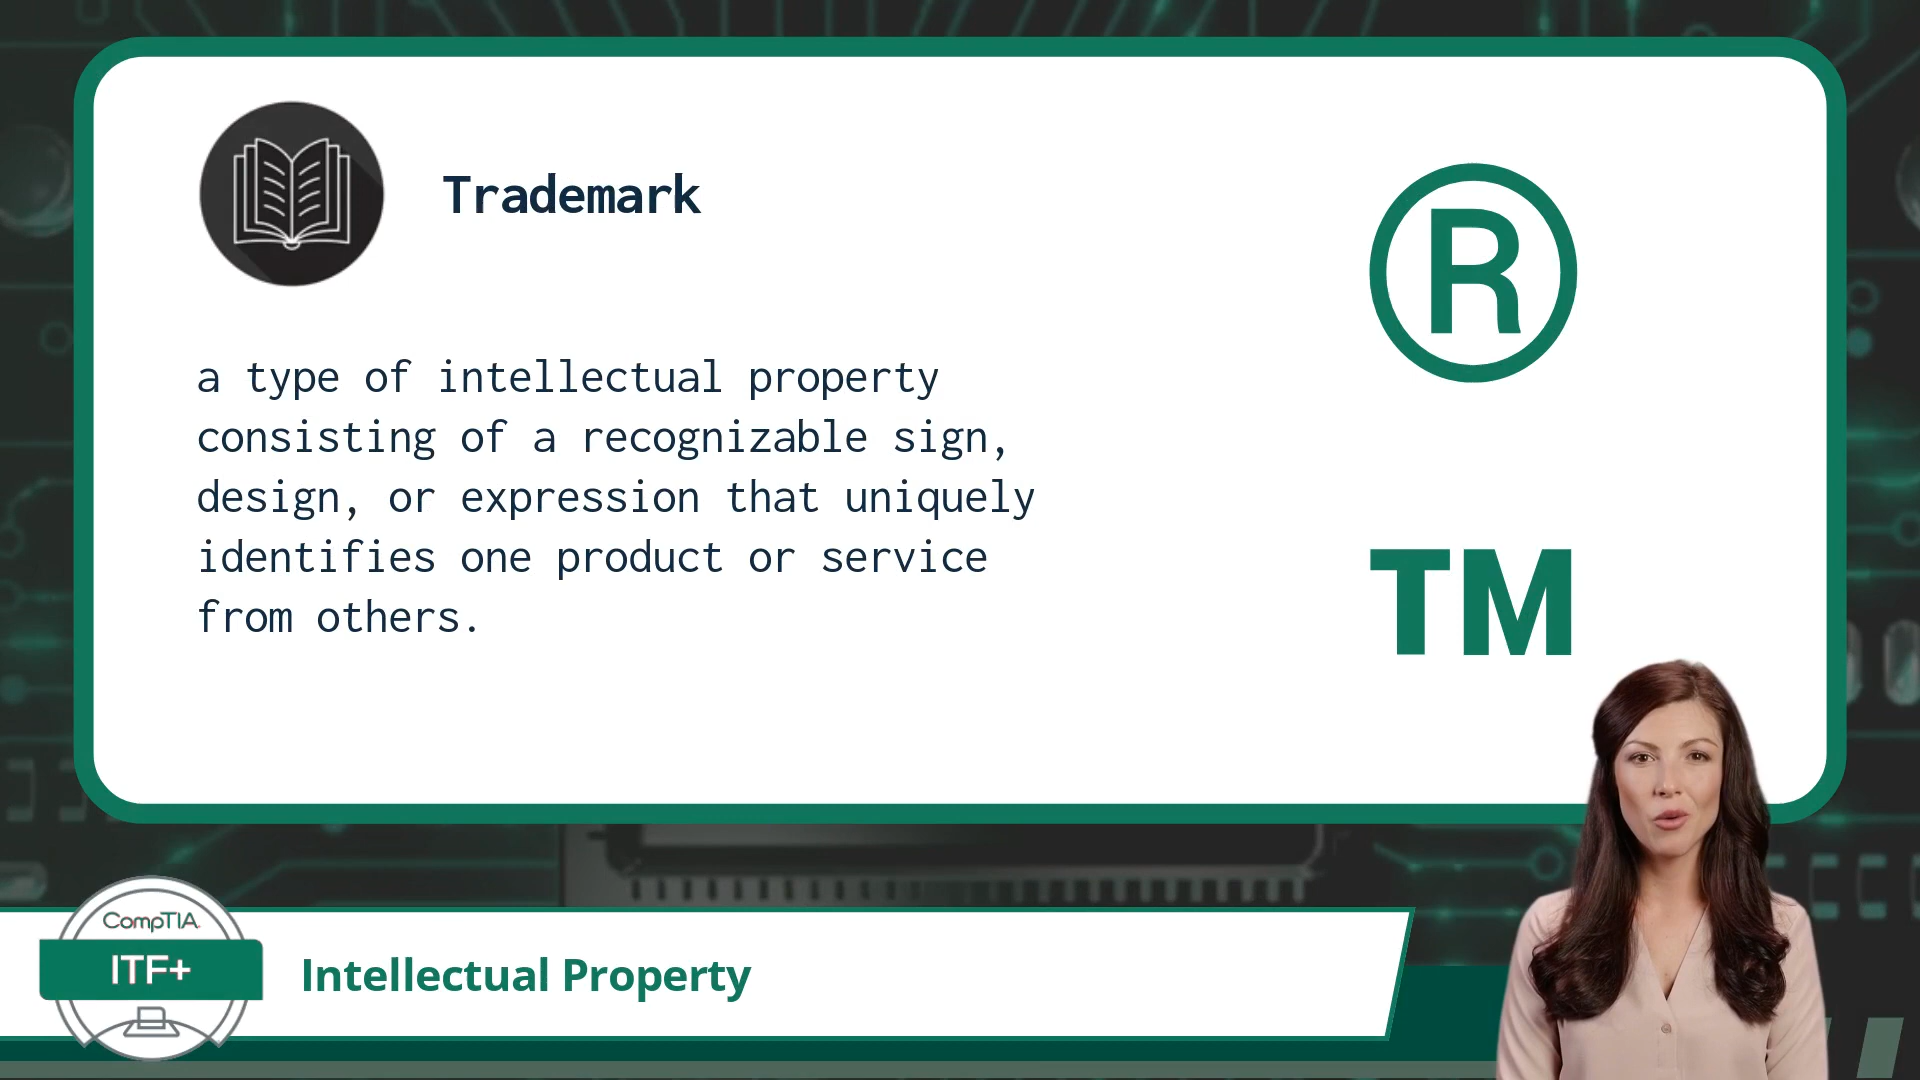 Trademark
a type of intellectual property
consisting of a recognizable sign,
design, or expression that uniquely
identifies one product or service
from others.
®
TM
CompTIA.
ITF+
Intellectual Property